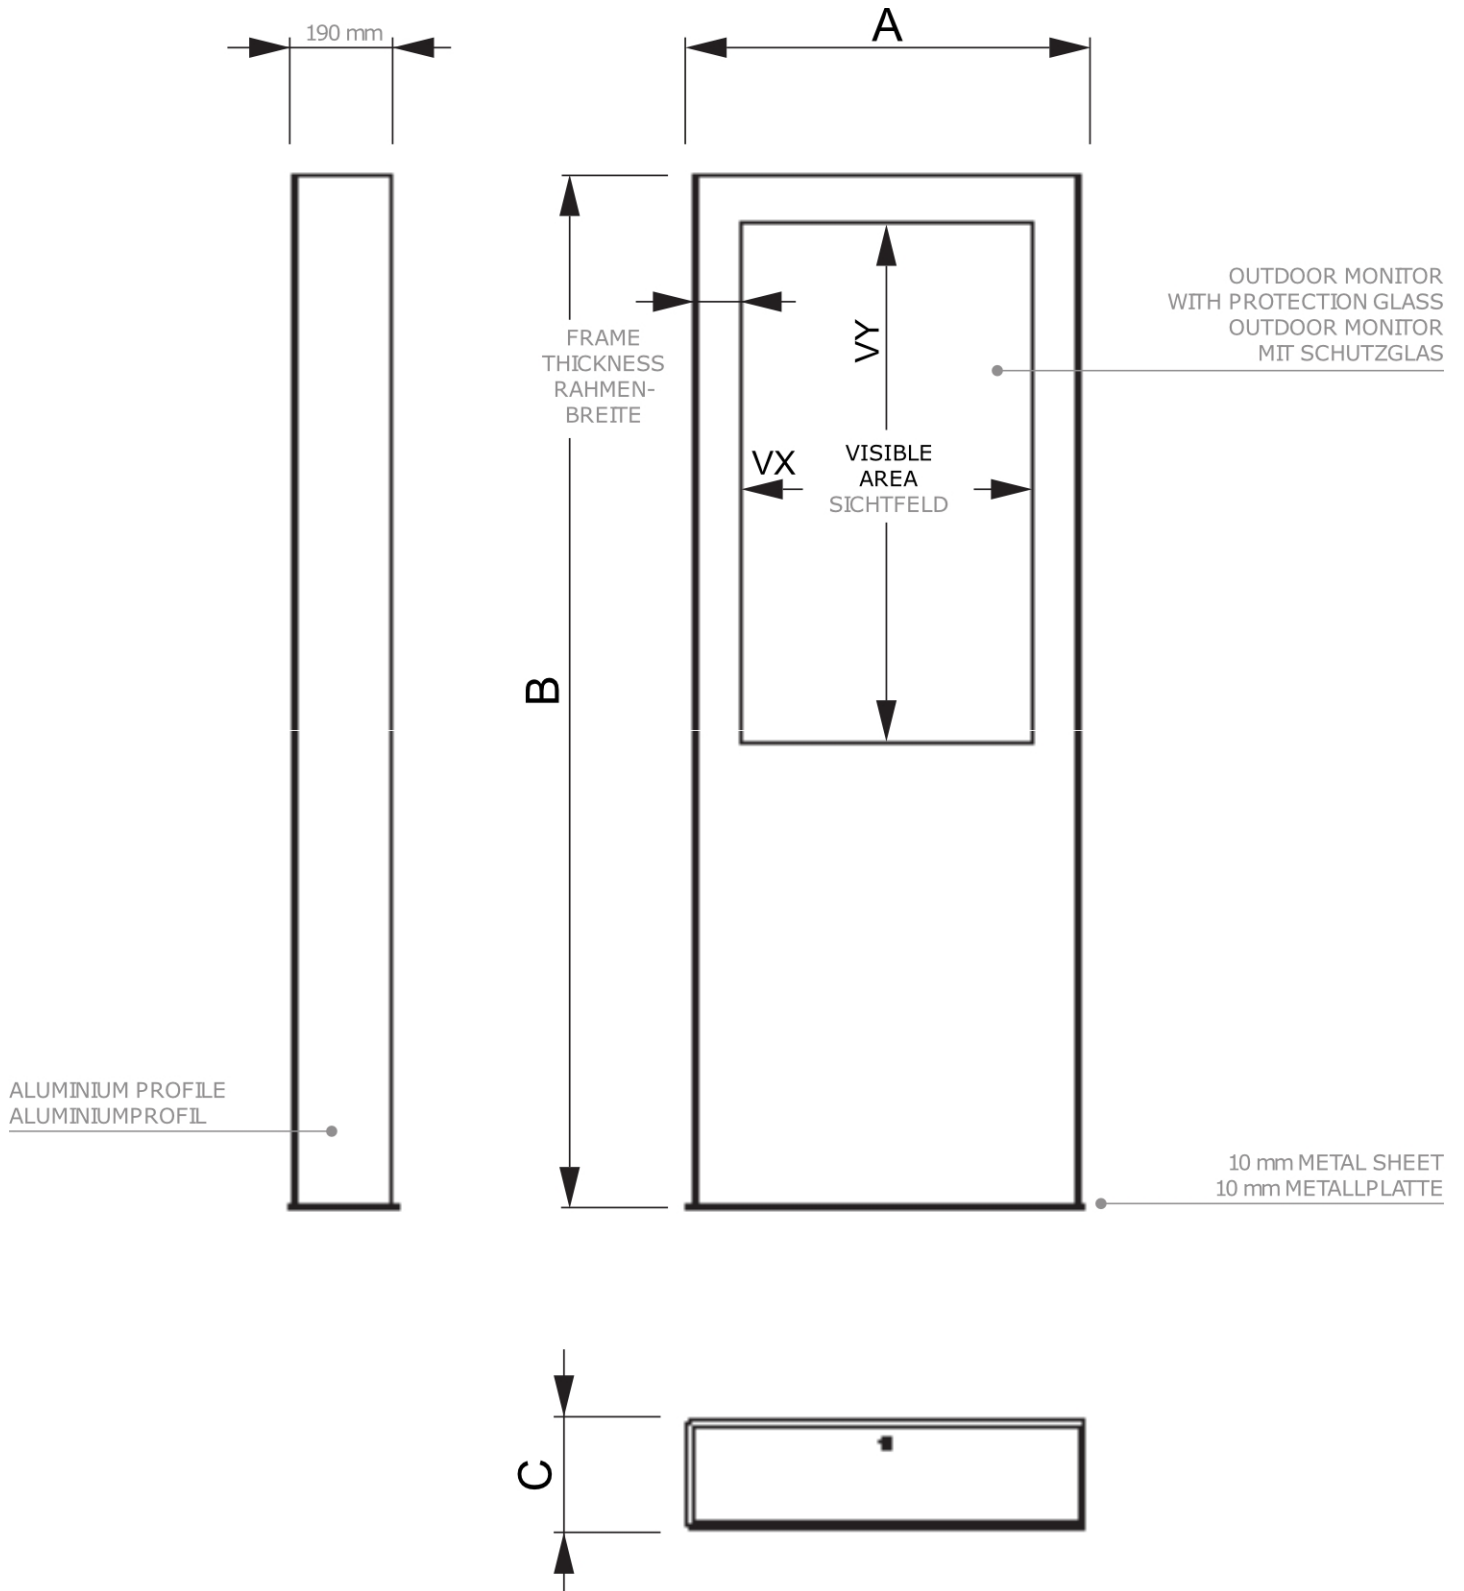 190 mm
A
OUTDOOR MONITOR
WITH PROTECTION GLASS
OUTDOOR MONITOR
MIT SCHUTZGLAS
FRAME
THICKNESS
RAHMEN-
BREITE
VY
VX
VISIBLE
AREA
SICHTFELD
B
ALUMINIUM PROFILE
ALUMINIUMPROFIL
10 mm METAL SHEET
10 mm METALLPLATTE
C